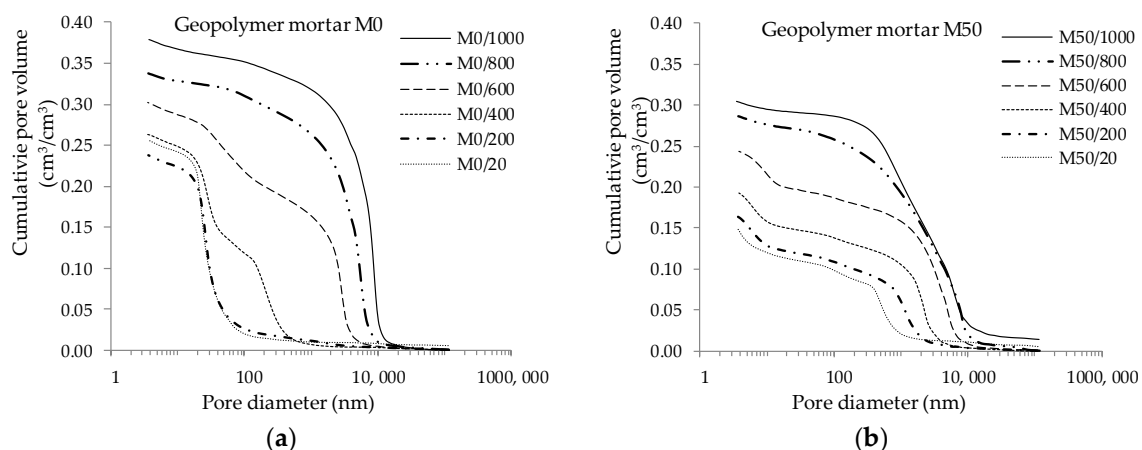 Geopolymer mortar M0
Cumulative pore volume
(cm³/cm³)
0.40
0.35
0.30
0.25
0.20
0.15
0.10
0.05
0.00
M0/1000
M0/800
M0/600
M0/400
M0/200
M0/20
1
100
10, 000
1000, 000
Pore diameter (nm)
(a)
Geopolymer mortar M50
Cumulativie pore volume
(cm³/cm³)
0.40
0.35
0.30
0.25
0.20
0.15
0.10
0.05
0.00
M50/1000
M50/800
M50/600
M50/400
M50/200
M50/20
1
100
10, 000
1000, 000
Pore diameter (nm)
(b)